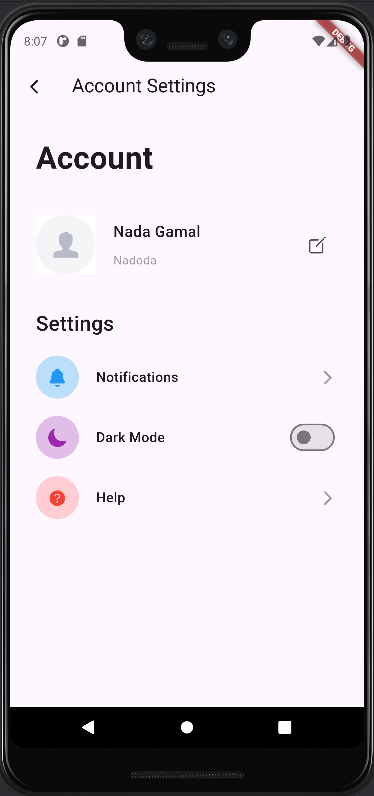 8:07
DEBUG
Account Settings
Account
Nada Gamal
Nadoda
Settings
Notifications
Dark Mode
?
Help